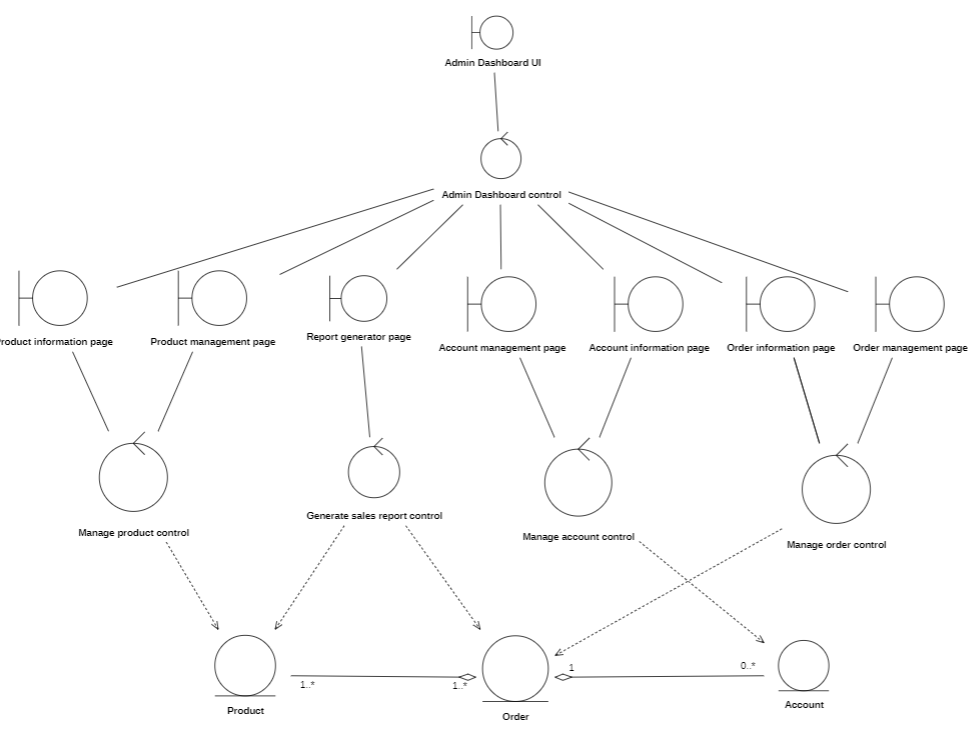 Admin Dashboard UI
Admin Dashboard control
roduct information page
Product management page
Report generator page
Account management page
Account information page
Order information page
Order management page
Manage product control
Generate sales report control
Manage account control
Manage order control
1..*
1..*
1
0..*
Product
Order
Account